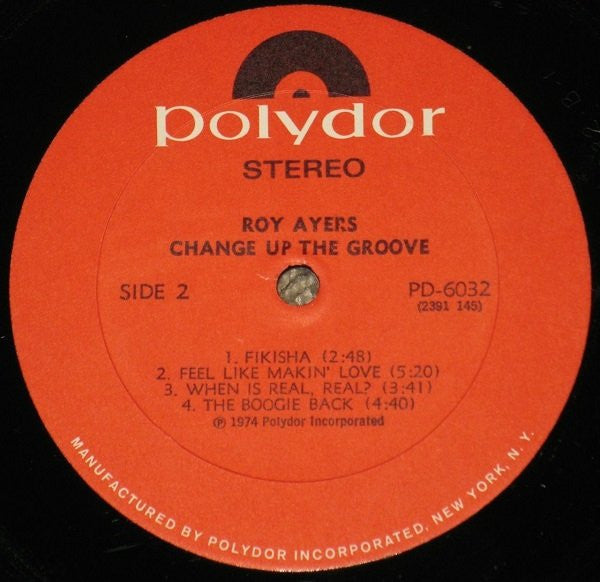 polydor
STEREO
ROY AYERS
CHANGE UP THE GROOVE
SIDE 2
PD-6032
(2391 145)
1. FIKISHA (2:48)
2. FEEL LIKE MAKIN' LOVE (5:20)
3. WHEN IS REAL, REAL? (3:41)
4. THE BOOGIE BACK (4:40)
℗ 1974 Polydor Incorporated
MANUFACTURED BY POLYDOR INCORPORATED, NEW YORK, N. Y.